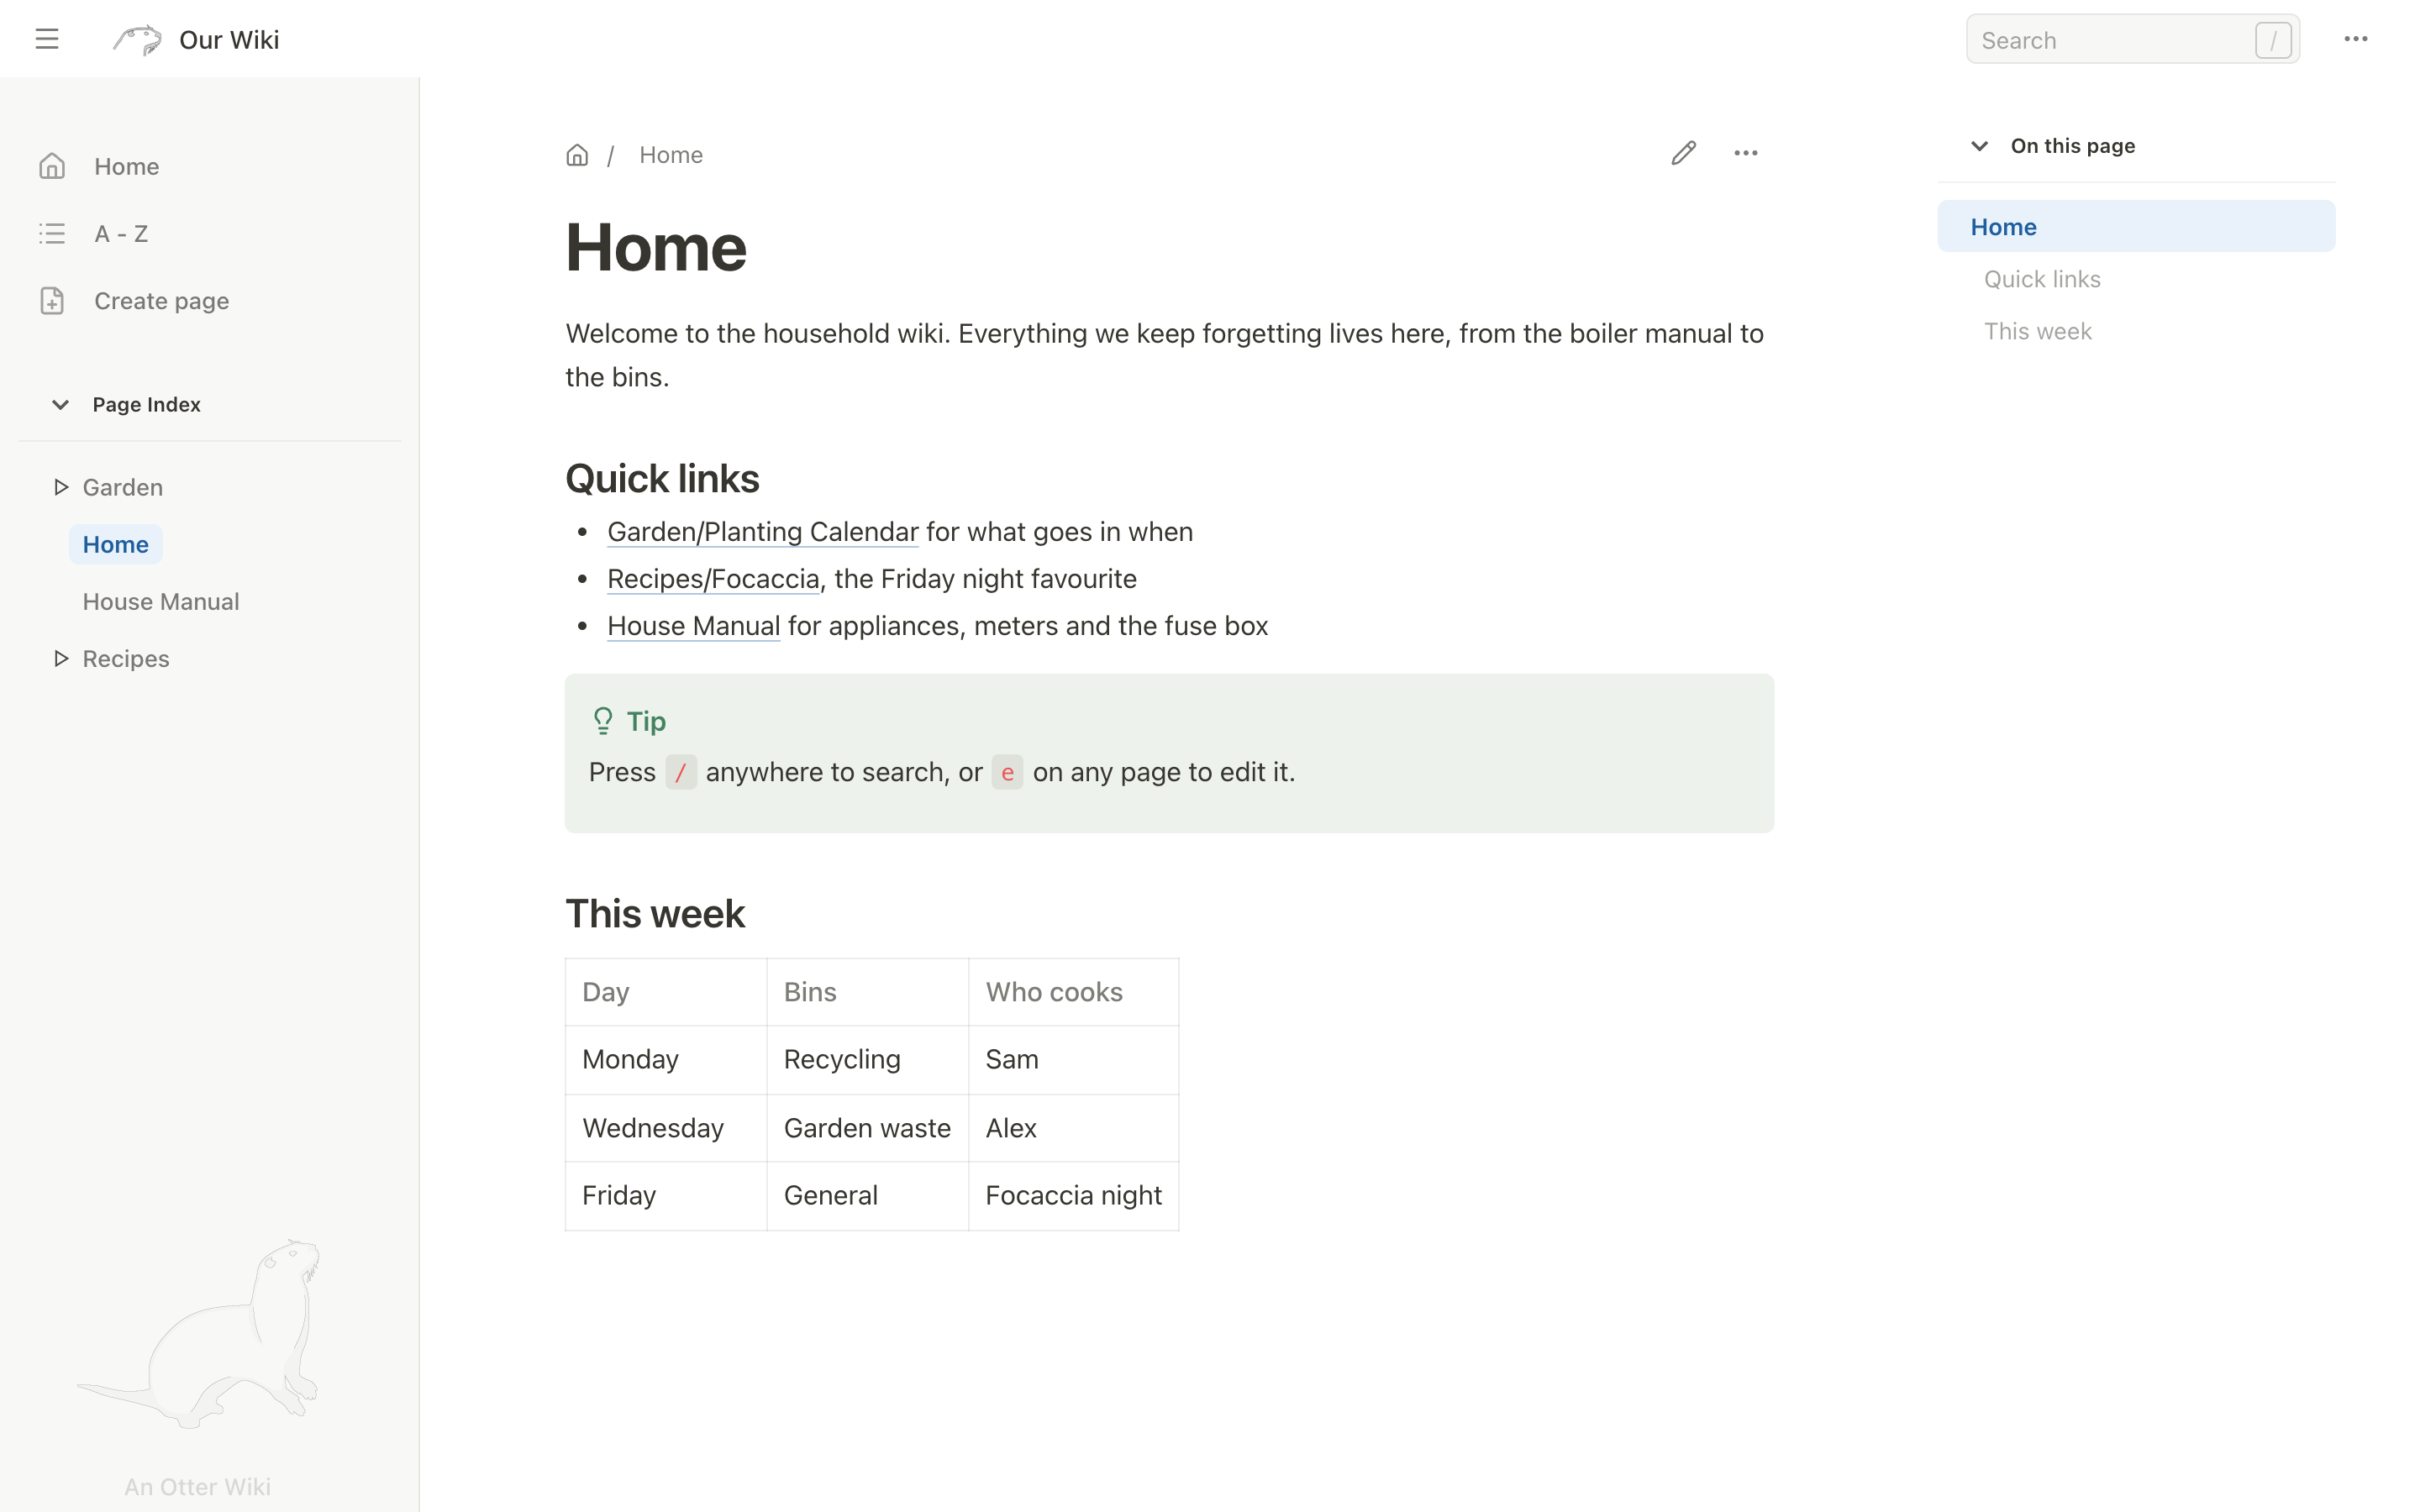 Our Wiki
Search /
Home
A - Z
Create page
Page Index
Garden
Home
House Manual
Recipes
An Otter Wiki
/ Home
Home
Welcome to the household wiki. Everything we keep forgetting lives here, from the boiler manual to
the bins.
Quick links
Garden/Planting Calendar for what goes in when
Recipes/Focaccia, the Friday night favourite
House Manual for appliances, meters and the fuse box
Tip
Press / anywhere to search, or e on any page to edit it.
This week
Day Bins Who cooks
Monday Recycling Sam
Wednesday Garden waste Alex
Friday General Focaccia night
On this page
Home
Quick links
This week